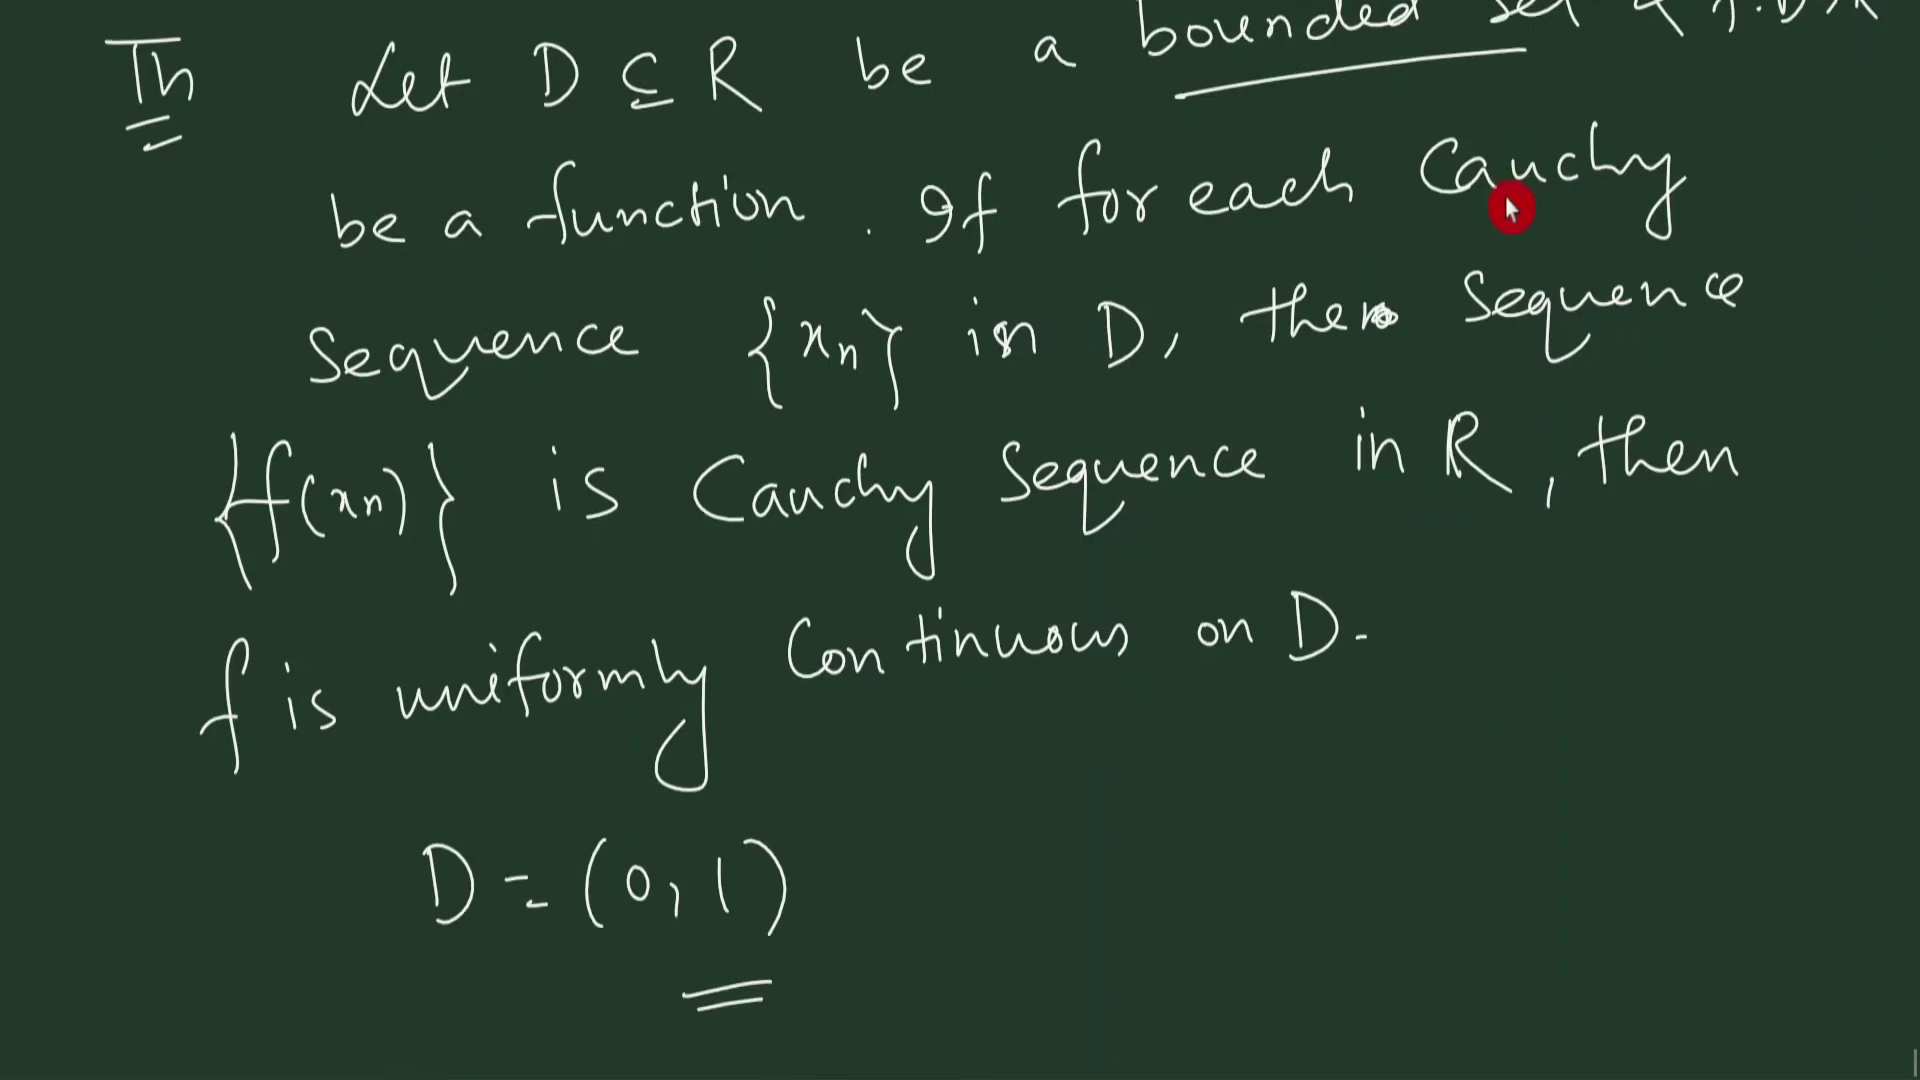 Th Let D ⊆ R be a bounded set & f: D→R
be a function. If for each Cauchy
Sequence {xn} in D, the Sequence
{f(xn)} is Cauchy Sequence in R, then
f is uniformly Continuous on D.
D = (0, 1)